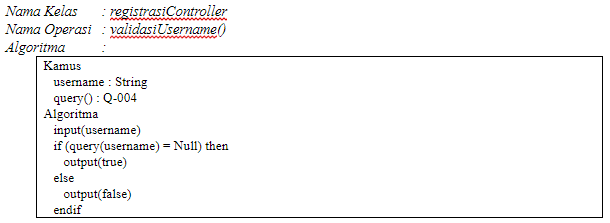 Nama Kelas : registrasiController
Nama Operasi : validasiUsername()
Algoritma :
Kamus
username : String
query() : Q-004
Algoritma
input(username)
if (query(username) = Null) then
output(true)
else
output(false)
endif